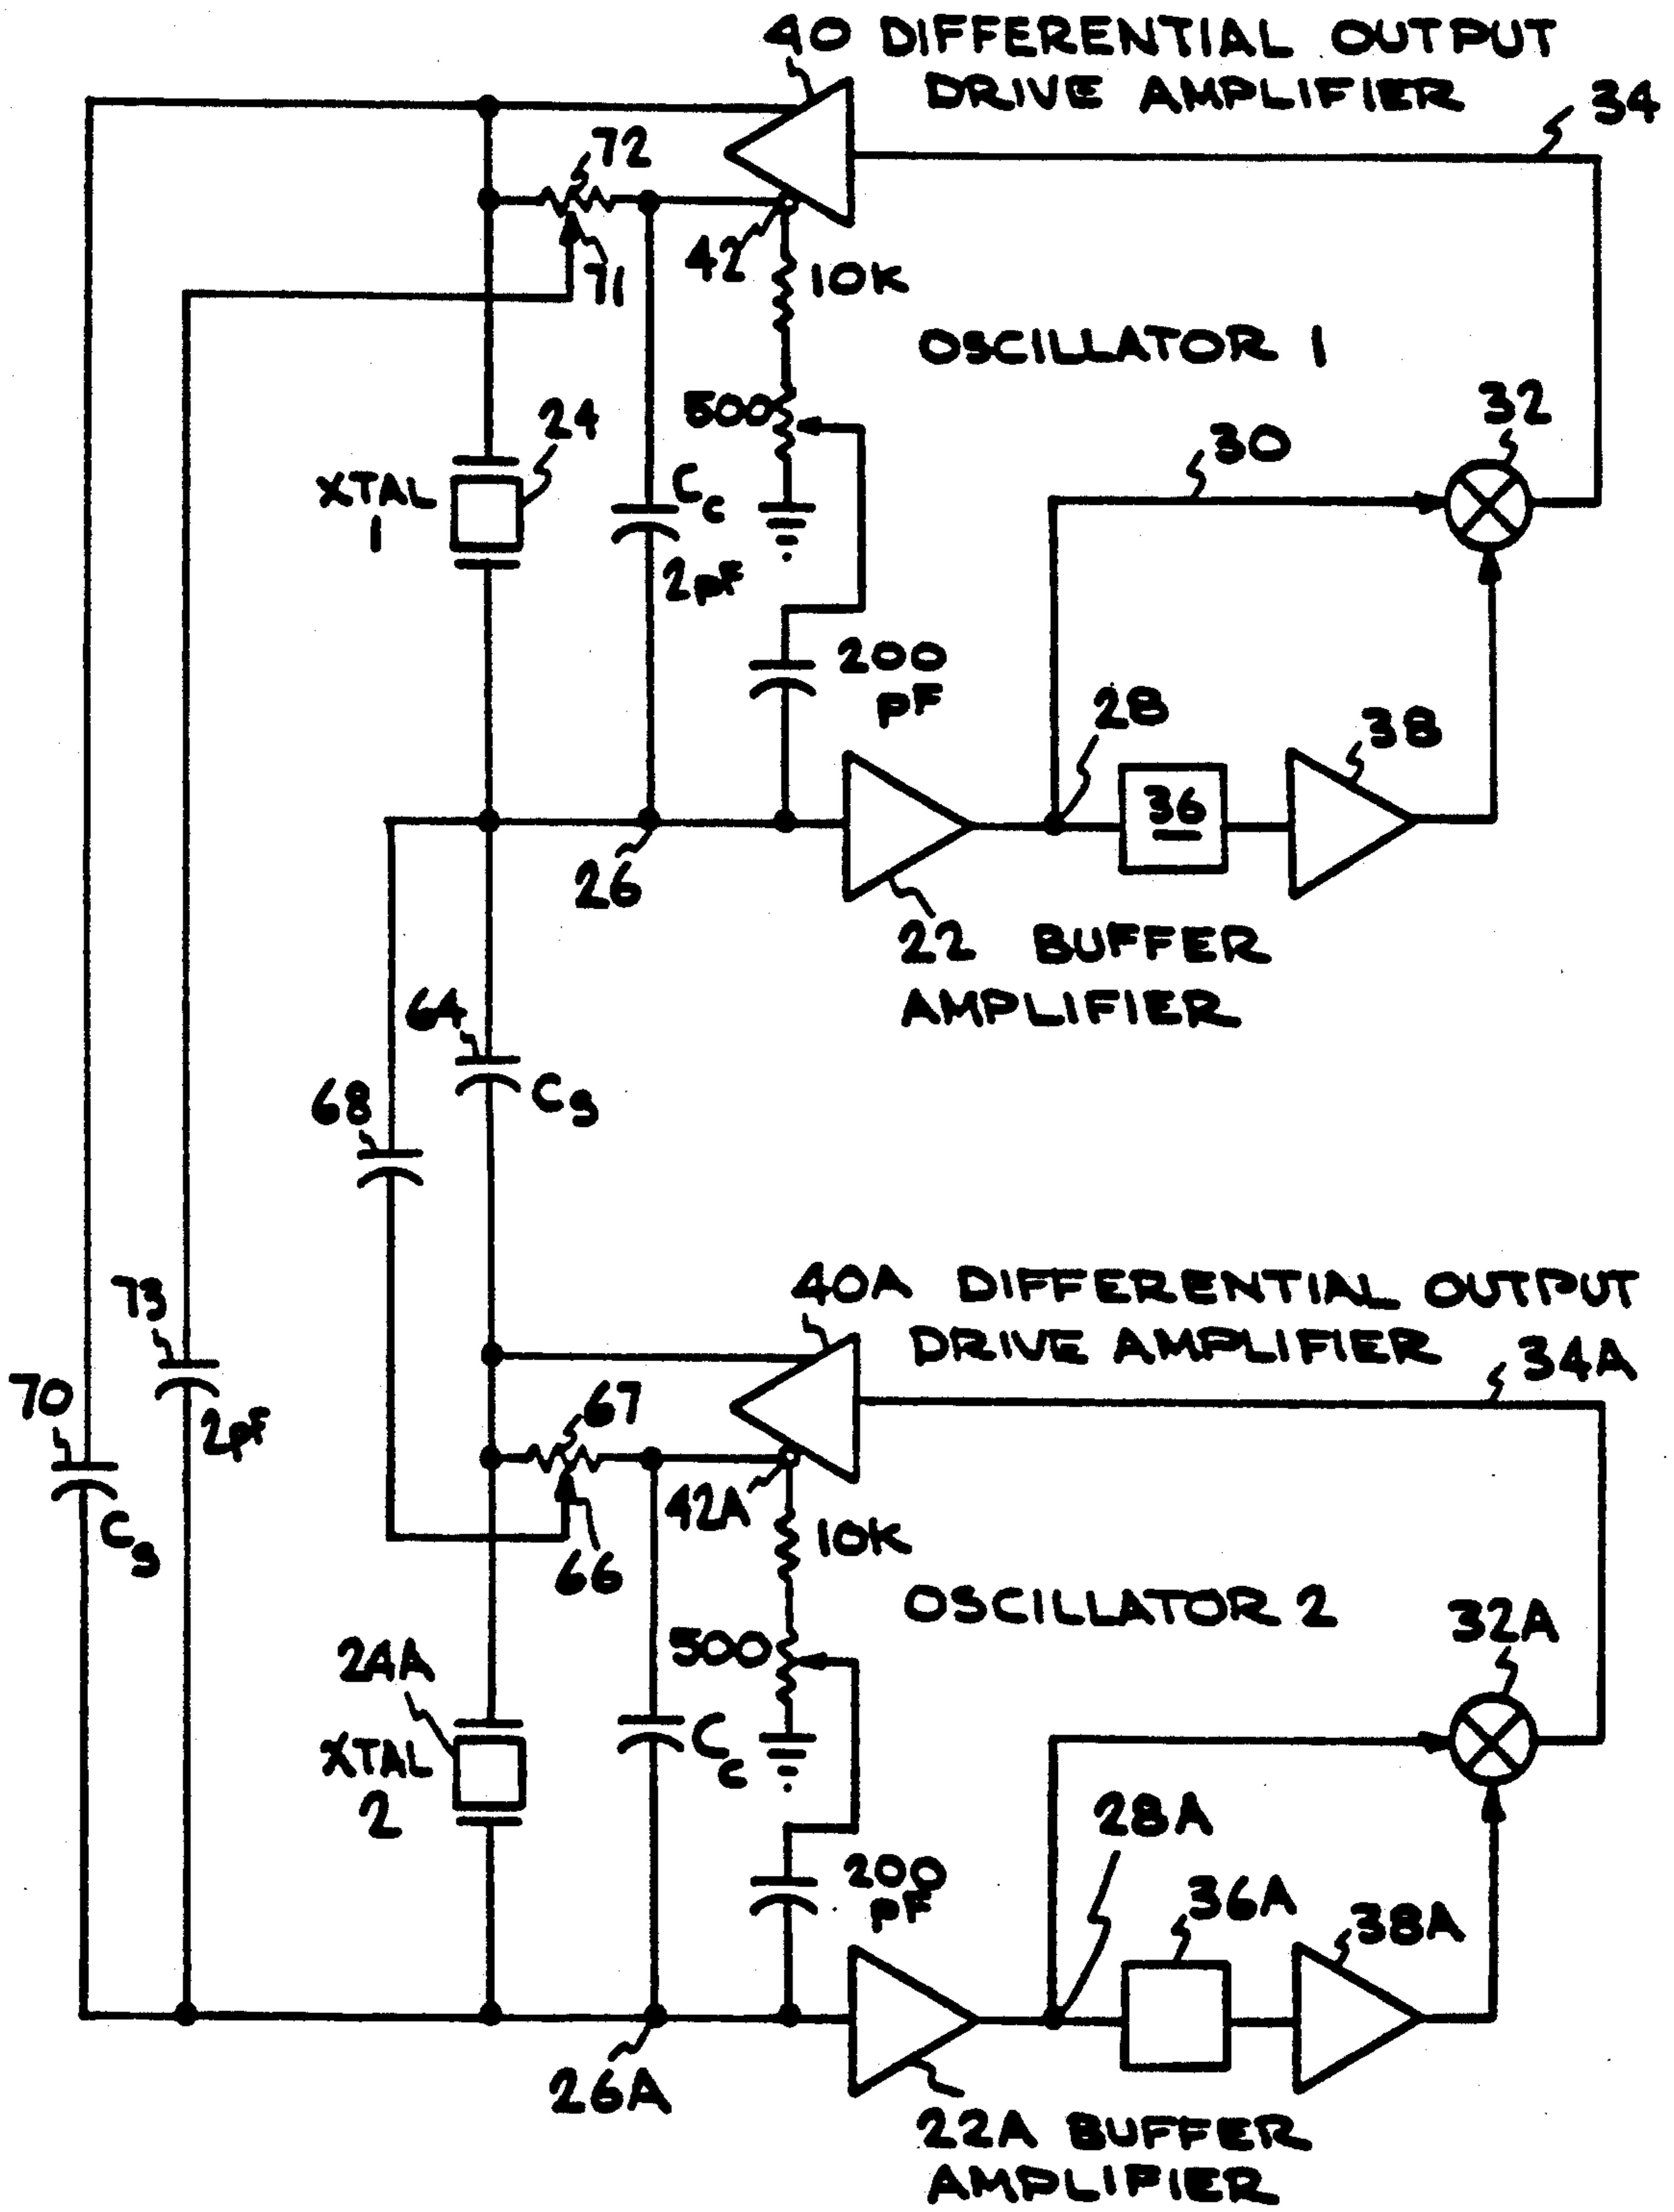 40 DIFFERENTIAL OUTPUT
DRIVE AMPLIFIER
34
72
42
71
10K
OSCILLATOR 1
500
24
XTAL
1
Cc
2pF
32
30
200
pF
28
38
36
26
22 BUFFER
AMPLIFIER
64
Cs
68
40A DIFFERENTIAL OUTPUT
DRIVE AMPLIFIER
34A
73
2pF
70
Cs
67
42A
66
10K
OSCILLATOR 2
500
24A
XTAL
2
Cc
32A
28A
200
pF
36A
38A
26A
22A BUFFER
AMPLIFIER